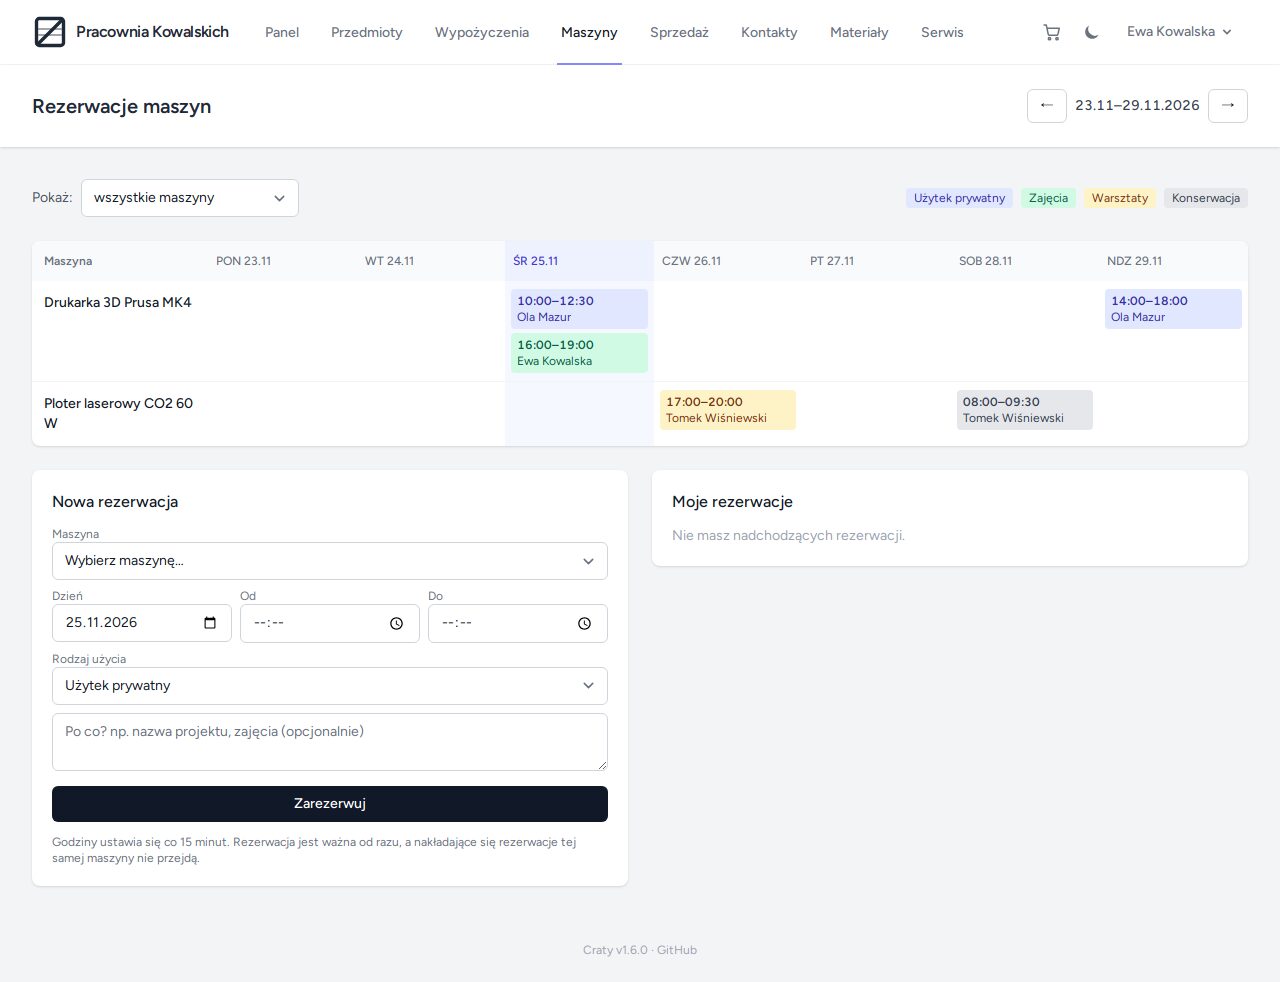 Pracownia Kowalskich
Panel
Przedmioty
Wypożyczenia
Maszyny
Sprzedaż
Kontakty
Materiały
Serwis
Ewa Kowalska
Rezerwacje maszyn
← 23.11–29.11.2026 →
Pokaż: wszystkie maszyny
Użytek prywatny
Zajęcia
Warsztaty
Konserwacja
Maszyna PON 23.11 WT 24.11 ŚR 25.11 CZW 26.11 PT 27.11 SOB 28.11 NDZ 29.11
Drukarka 3D Prusa MK4
10:00–12:30
Ola Mazur
16:00–19:00
Ewa Kowalska
14:00–18:00
Ola Mazur
Ploter laserowy CO2 60
W
17:00–20:00
Tomek Wiśniewski
08:00–09:30
Tomek Wiśniewski
Nowa rezerwacja
Maszyna
Wybierz maszynę...
Dzień Od Do
25.11.2026 --:-- --:--
Rodzaj użycia
Użytek prywatny
Po co? np. nazwa projektu, zajęcia (opcjonalnie)
Zarezerwuj
Godziny ustawia się co 15 minut. Rezerwacja jest ważna od razu, a nakładające się rezerwacje tej
samej maszyny nie przejdą.
Moje rezerwacje
Nie masz nadchodzących rezerwacji.
Craty v1.6.0 · GitHub